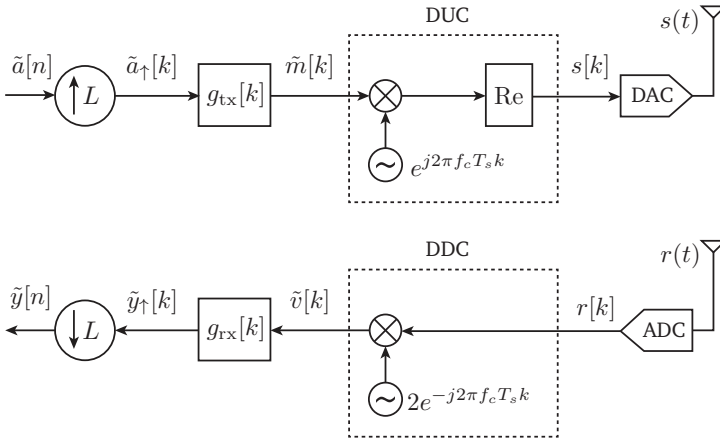 DUC
s(t)
ã[n]
ã↑[k]
m̃[k]
s[k]
↑ L
g_tx[k]
Re
DAC
~
e^{j2πf_cT_sk}
DDC
r(t)
ỹ[n]
ỹ↑[k]
ṽ[k]
r[k]
↓ L
g_rx[k]
ADC
~
2e^{-j2πf_cT_sk}